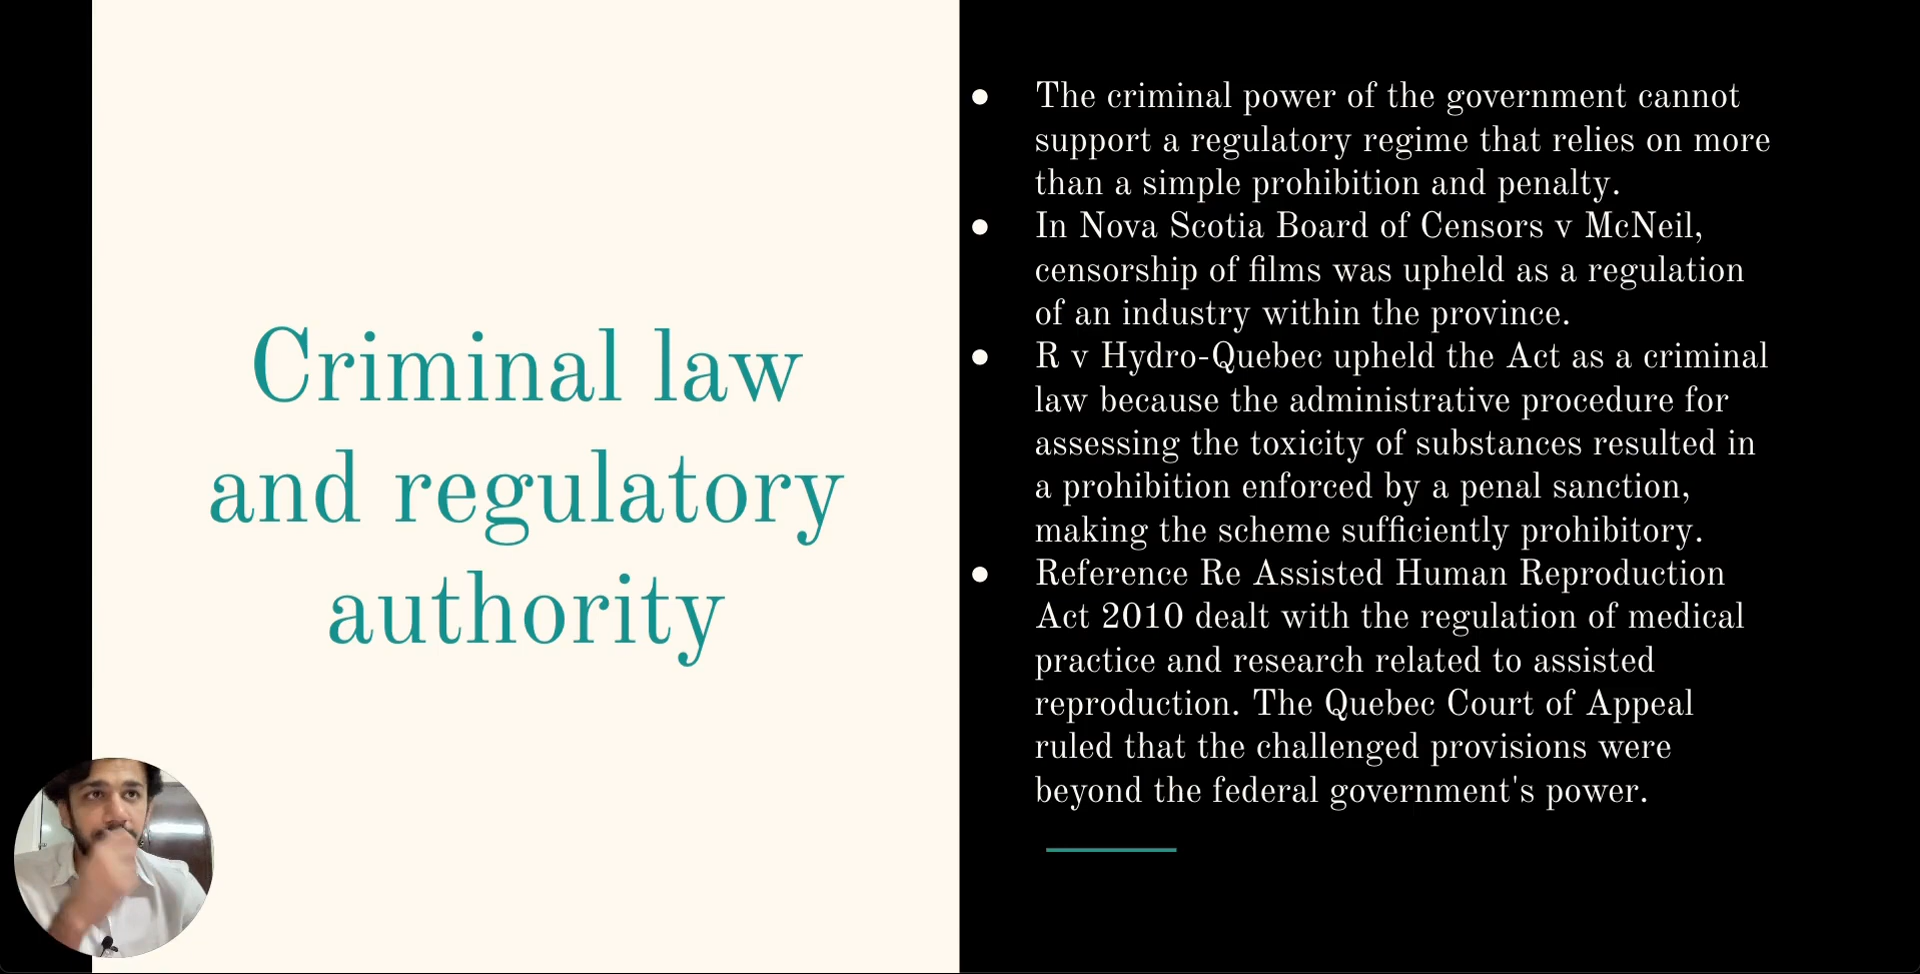 Criminal law
and regulatory
authority
● The criminal power of the government cannot
support a regulatory regime that relies on more
than a simple prohibition and penalty.
● In Nova Scotia Board of Censors v McNeil,
censorship of films was upheld as a regulation
of an industry within the province.
● R v Hydro-Quebec upheld the Act as a criminal
law because the administrative procedure for
assessing the toxicity of substances resulted in
a prohibition enforced by a penal sanction,
making the scheme sufficiently prohibitory.
● Reference Re Assisted Human Reproduction
Act 2010 dealt with the regulation of medical
practice and research related to assisted
reproduction. The Quebec Court of Appeal
ruled that the challenged provisions were
beyond the federal government's power.